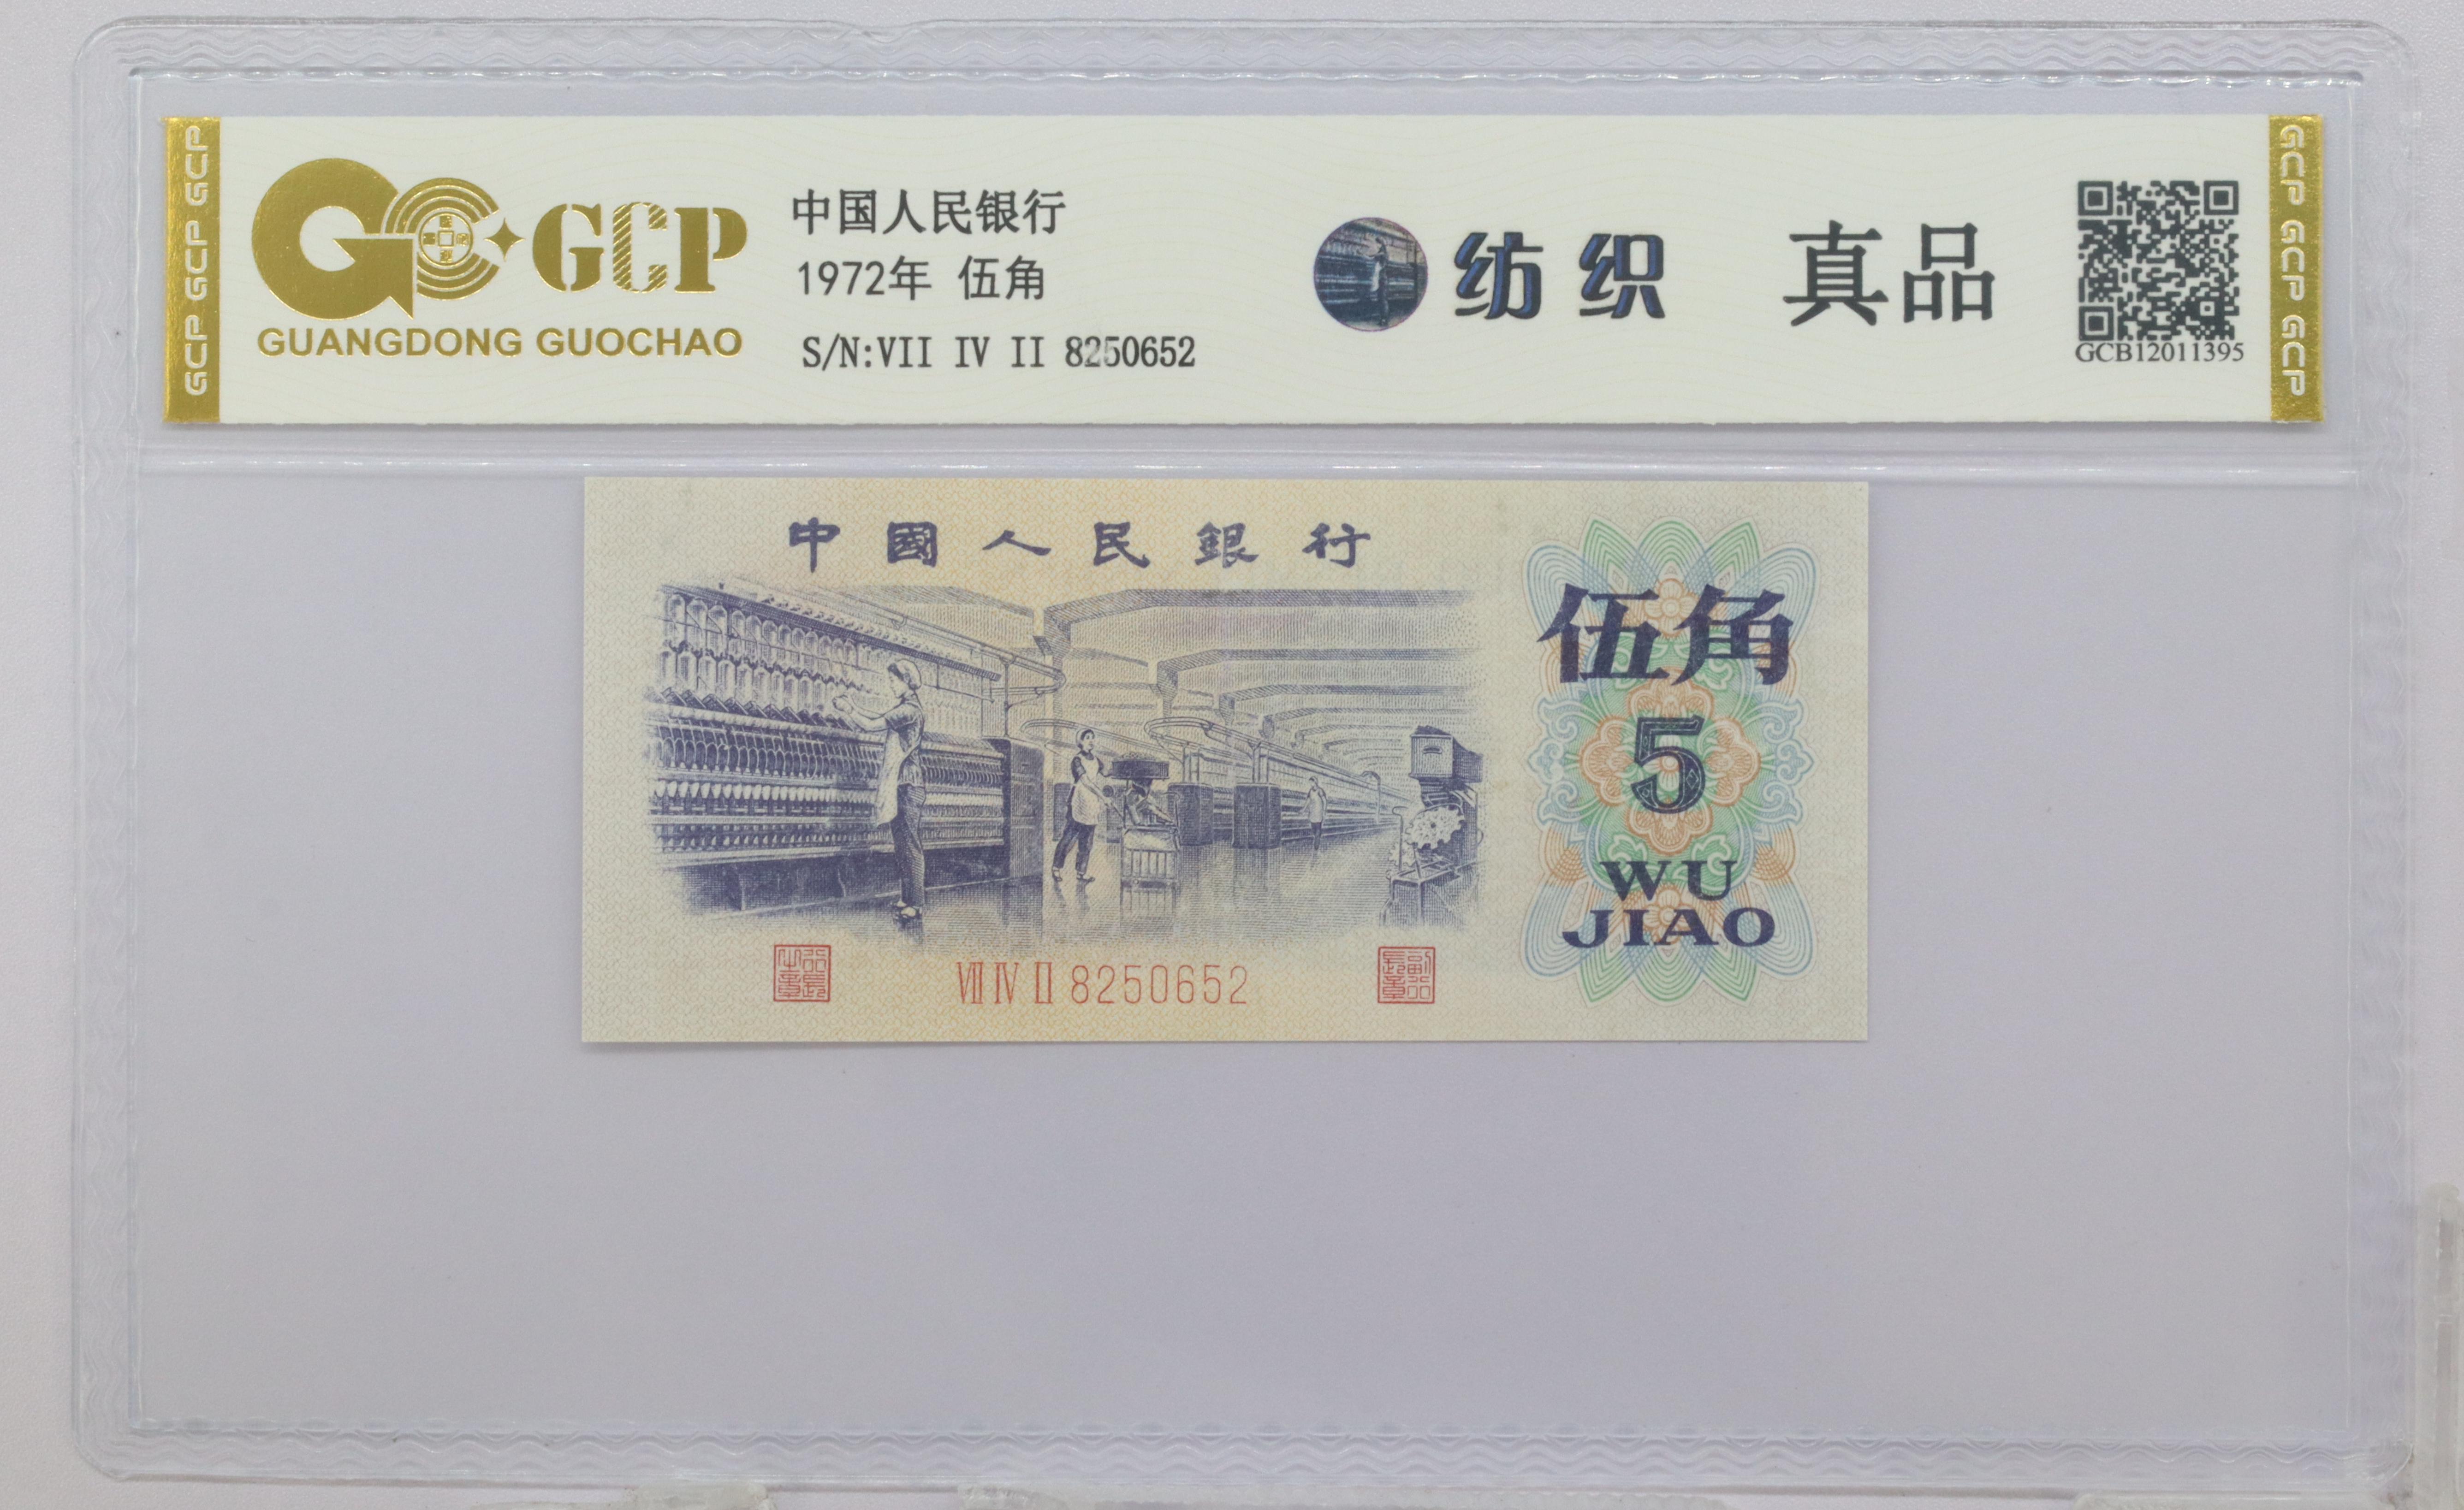 GCP GCP GCP
GCP
GUANGDONG GUOCHAO
中国人民银行
1972年 伍角
S/N:VII IV II 8250652
纺织
真品
GCB12011395
GCP GCP GCP
中國人民銀行
伍角
5
WU
JIAO
VII IV II 8250652